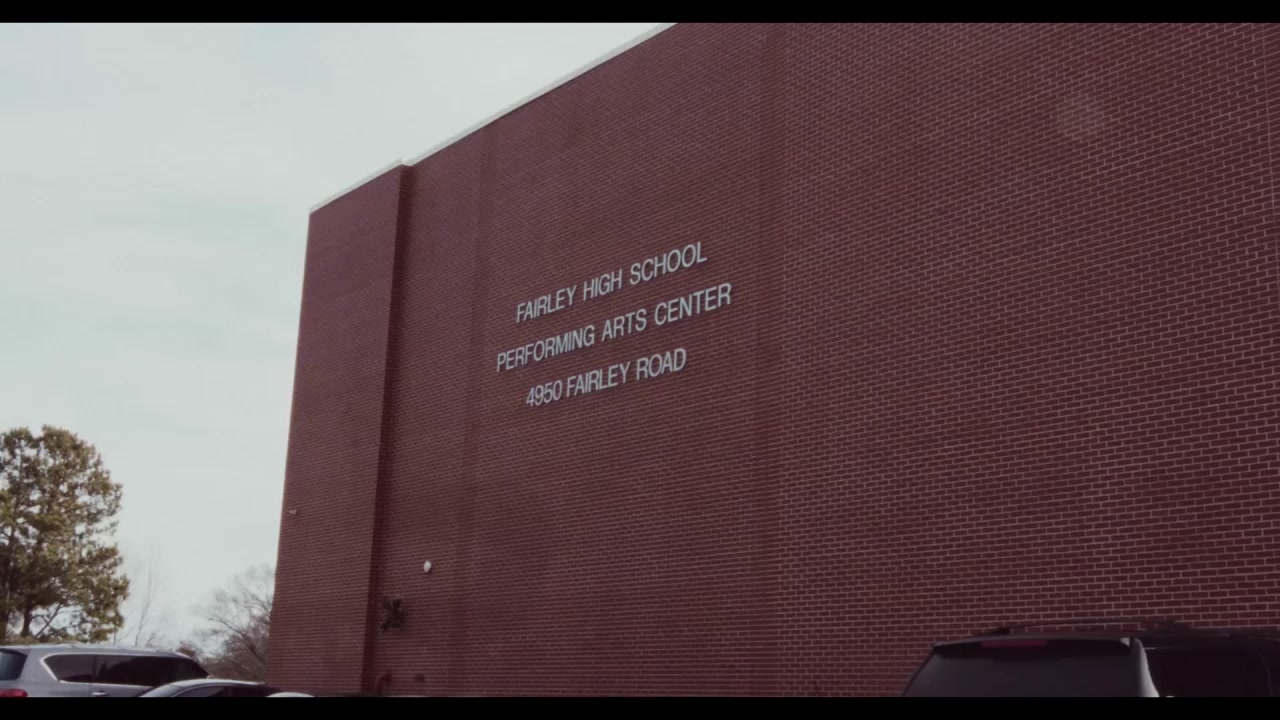 FAIRLEY HIGH SCHOOL
PERFORMING ARTS CENTER
4950 FAIRLEY ROAD